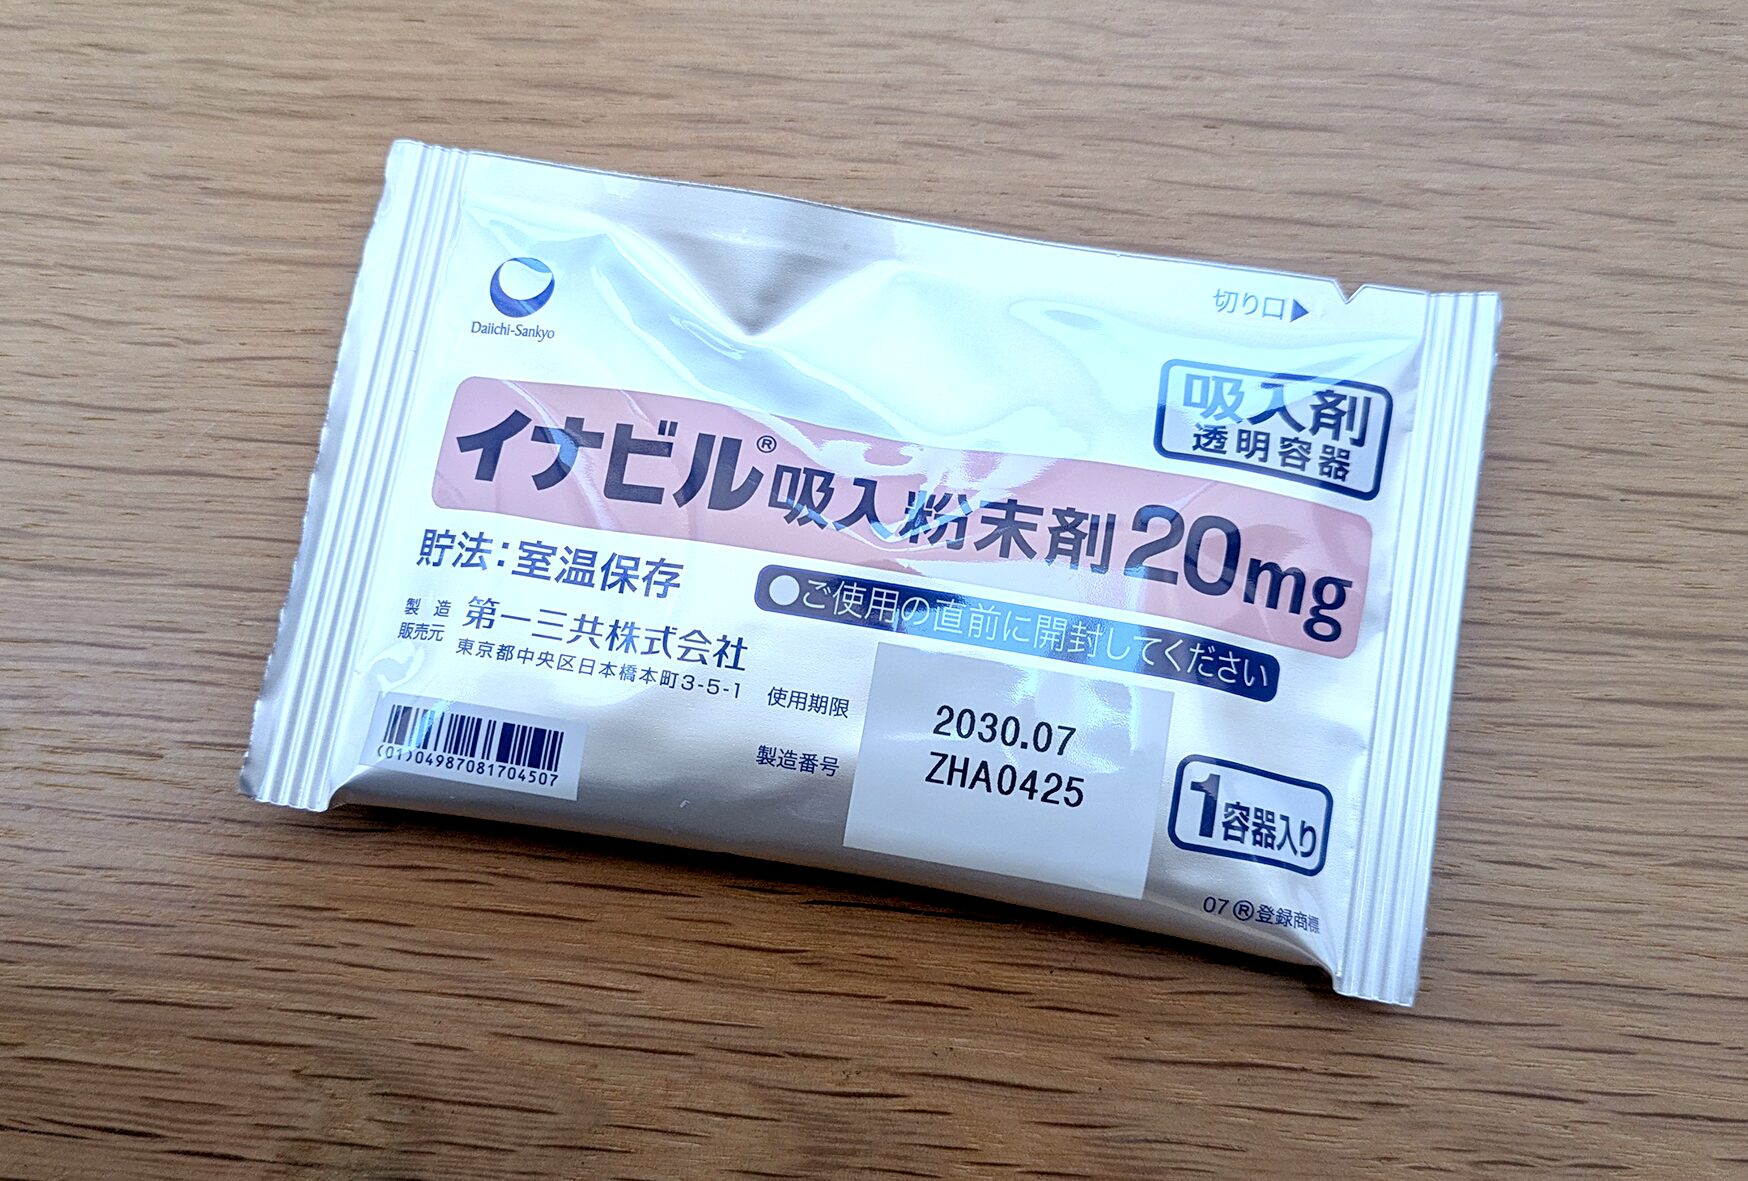 Daiichi-Sankyo
切り口▶
吸入剤
透明容器
イナビル®吸入粉末剤20mg
貯法：室温保存
●ご使用の直前に開封してください
製造
販売元
第一三共株式会社
東京都中央区日本橋本町3-5-1
使用期限
2030.07
製造番号
ZHA0425
(01)04987081704507
1容器入り
07 ®登録商標